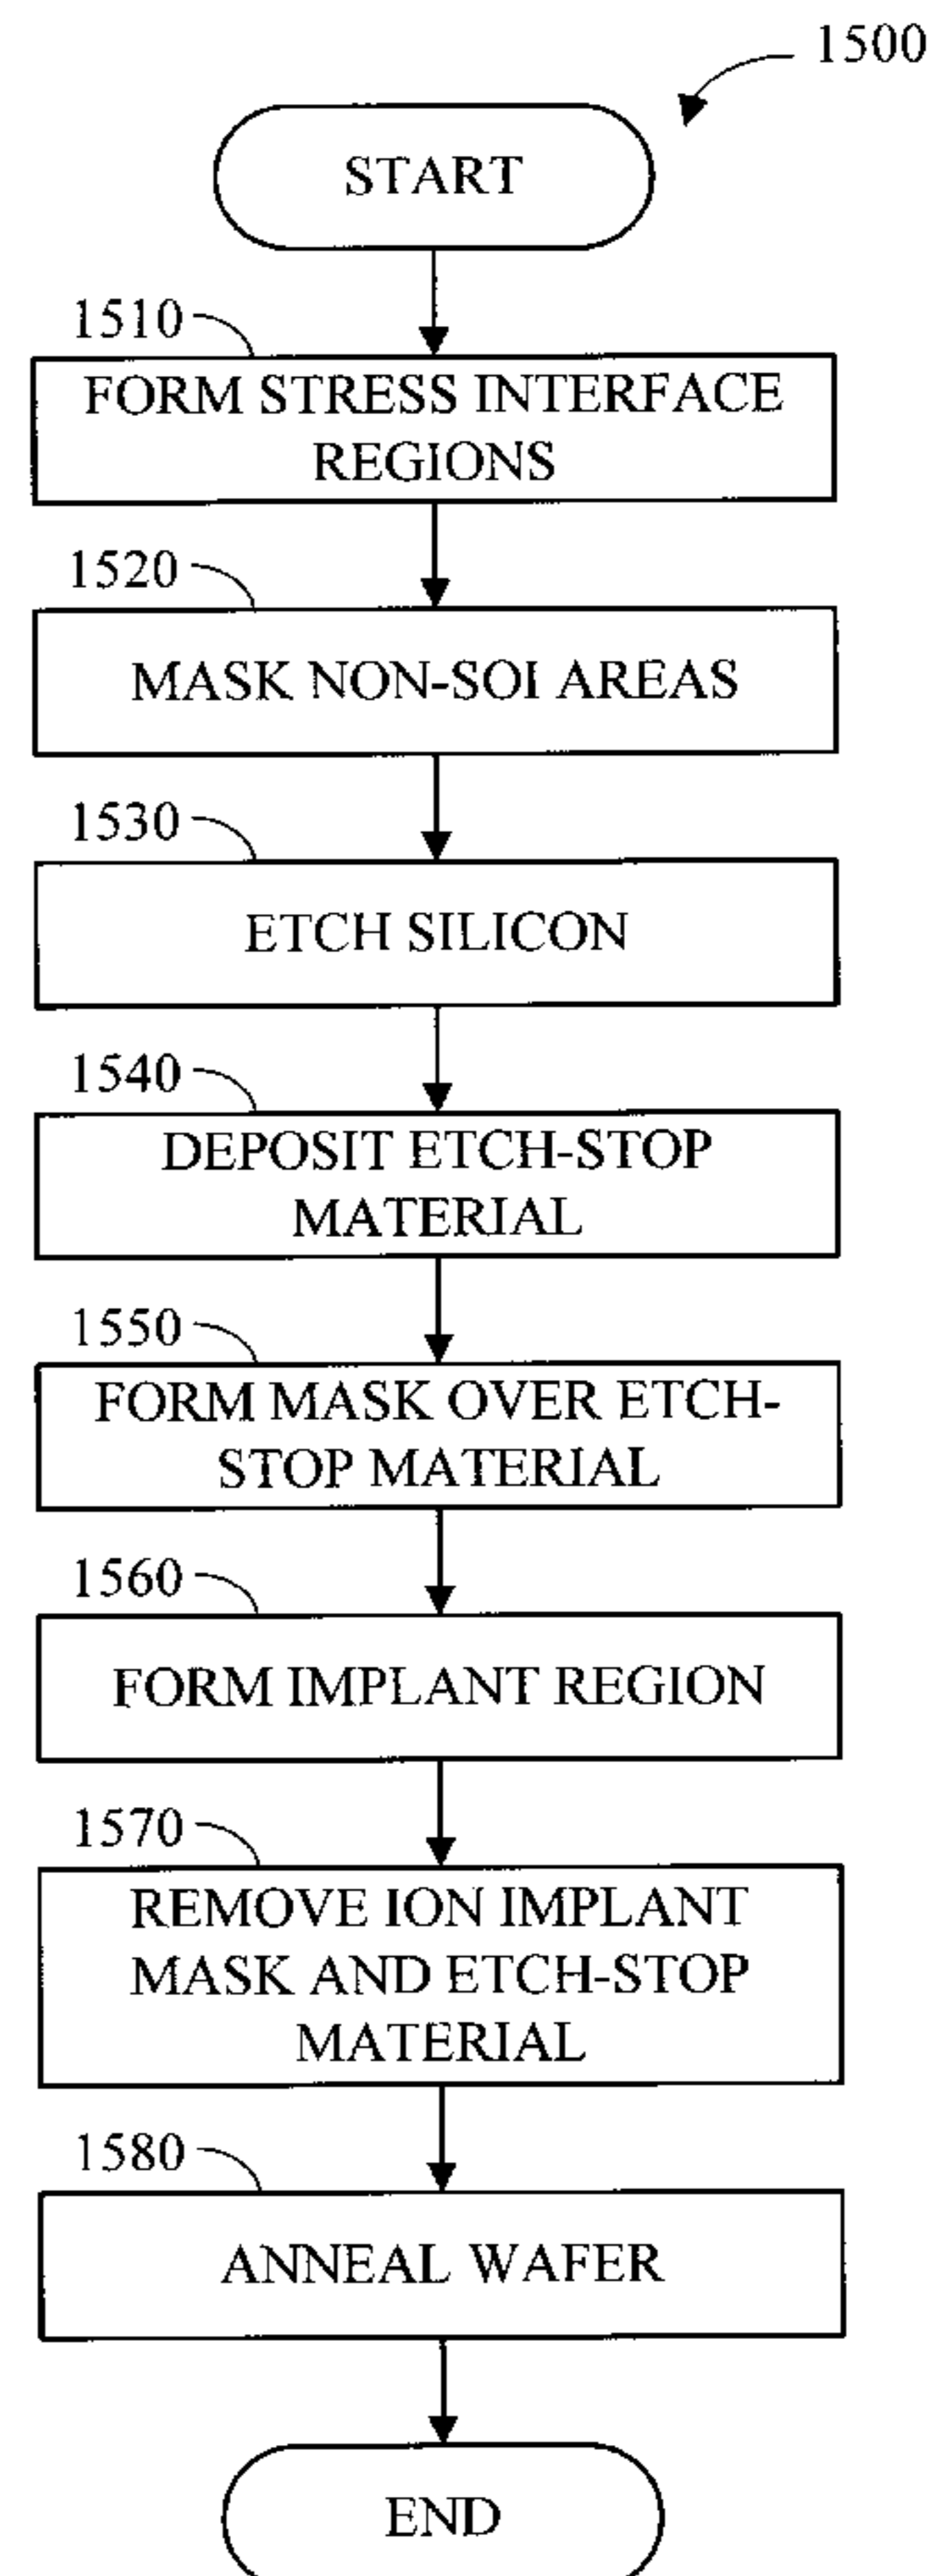 1500
START
1510
FORM STRESS INTERFACE
REGIONS
1520
MASK NON-SOI AREAS
1530
ETCH SILICON
1540
DEPOSIT ETCH-STOP
MATERIAL
1550
FORM MASK OVER ETCH-
STOP MATERIAL
1560
FORM IMPLANT REGION
1570
REMOVE ION IMPLANT
MASK AND ETCH-STOP
MATERIAL
1580
ANNEAL WAFER
END